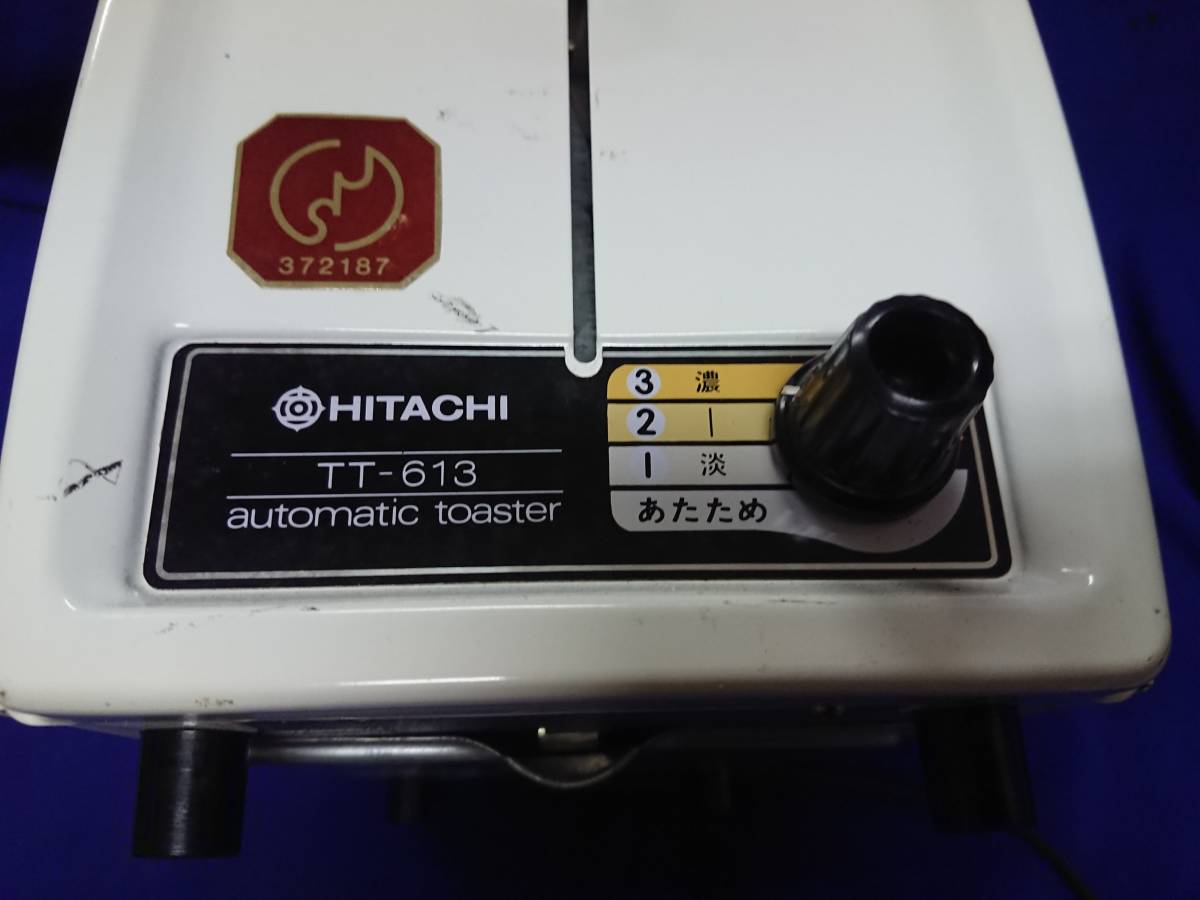 372187
HITACHI
TT-613
automatic toaster
3 濃
2 |
1 淡
あたため